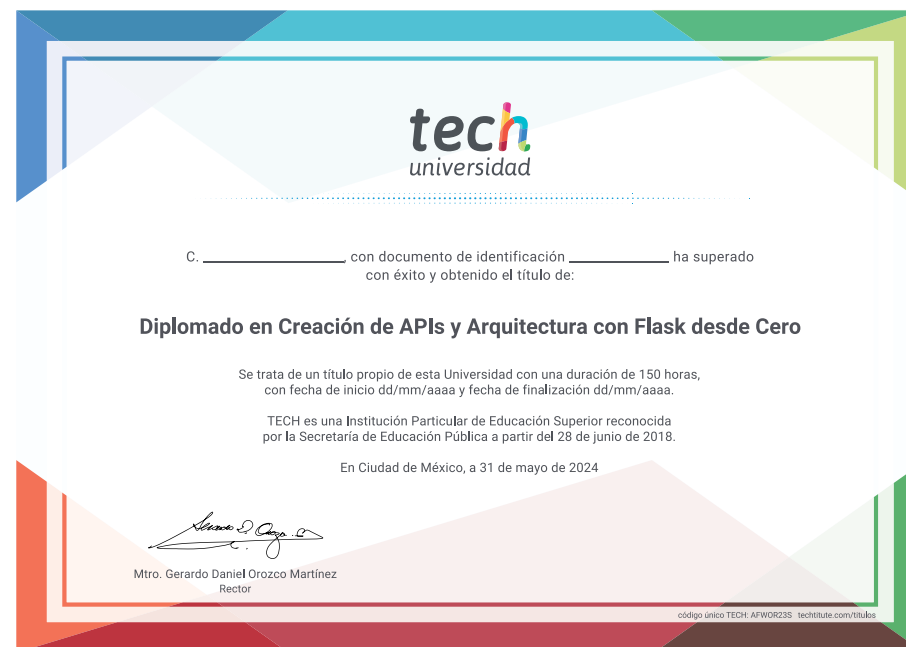 tech
universidad
C. ____________________, con documento de identificación ______________ ha superado
con éxito y obtenido el título de:
Diplomado en Creación de APIs y Arquitectura con Flask desde Cero
Se trata de un título propio de esta Universidad con una duración de 150 horas,
con fecha de inicio dd/mm/aaaa y fecha de finalización dd/mm/aaaa.
TECH es una Institución Particular de Educación Superior reconocida
por la Secretaría de Educación Pública a partir del 28 de junio de 2018.
En Ciudad de México, a 31 de mayo de 2024
Mtro. Gerardo Daniel Orozco Martínez
Rector
código único TECH: AFWOR23S techtitute.com/titulos